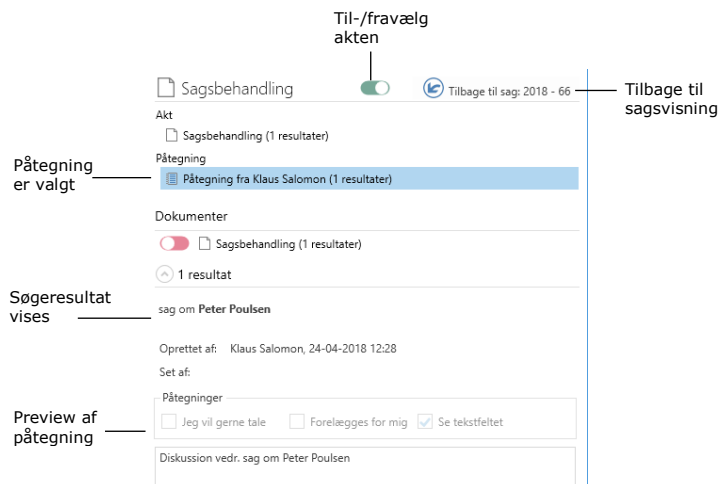 Til-/fravælg
akten
Sagsbehandling
Tilbage til sag: 2018 - 66
Tilbage til
sagsvisning
Akt
Sagsbehandling (1 resultater)
Påtegning
Påtegning
er valgt
Påtegning fra Klaus Salomon (1 resultater)
Dokumenter
Sagsbehandling (1 resultater)
1 resultat
Søgeresultat
vises
sag om Peter Poulsen
Oprettet af: Klaus Salomon, 24-04-2018 12:28
Set af:
Påtegninger
Preview af
påtegning
Jeg vil gerne tale Forelægges for mig Se tekstfeltet
Diskussion vedr. sag om Peter Poulsen